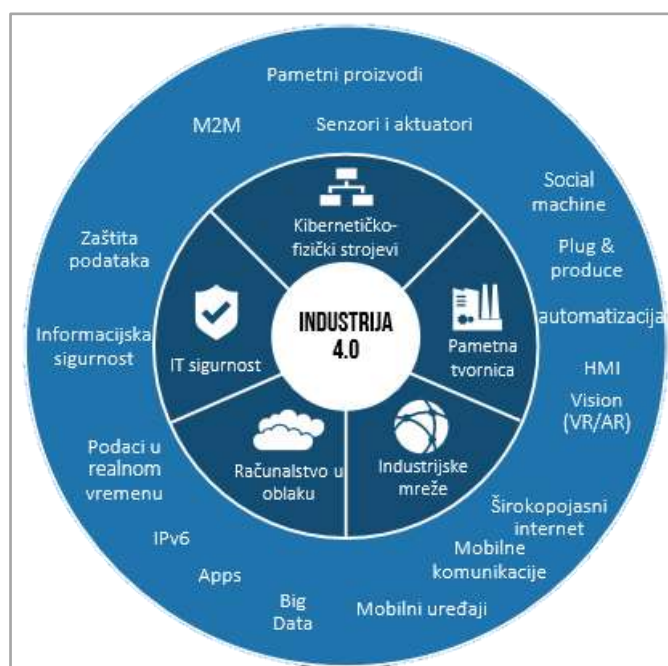 Pametni proizvodi
M2M
Senzori i aktuatori
Social
machine
Plug &
produce
automatizacija
HMI
Vision
(VR/AR)
Širokopojasni
internet
Mobilne
komunikacije
Mobilni uređaji
Big
Data
Apps
IPv6
Podaci u
realnom
vremenu
Informacijska
sigurnost
Zaštita
podataka
Kibernetičko-
fizički strojevi
Pametna
tvornica
Industrijske
mreže
Računalstvo u
oblaku
IT sigurnost
INDUSTRIJA
4.0